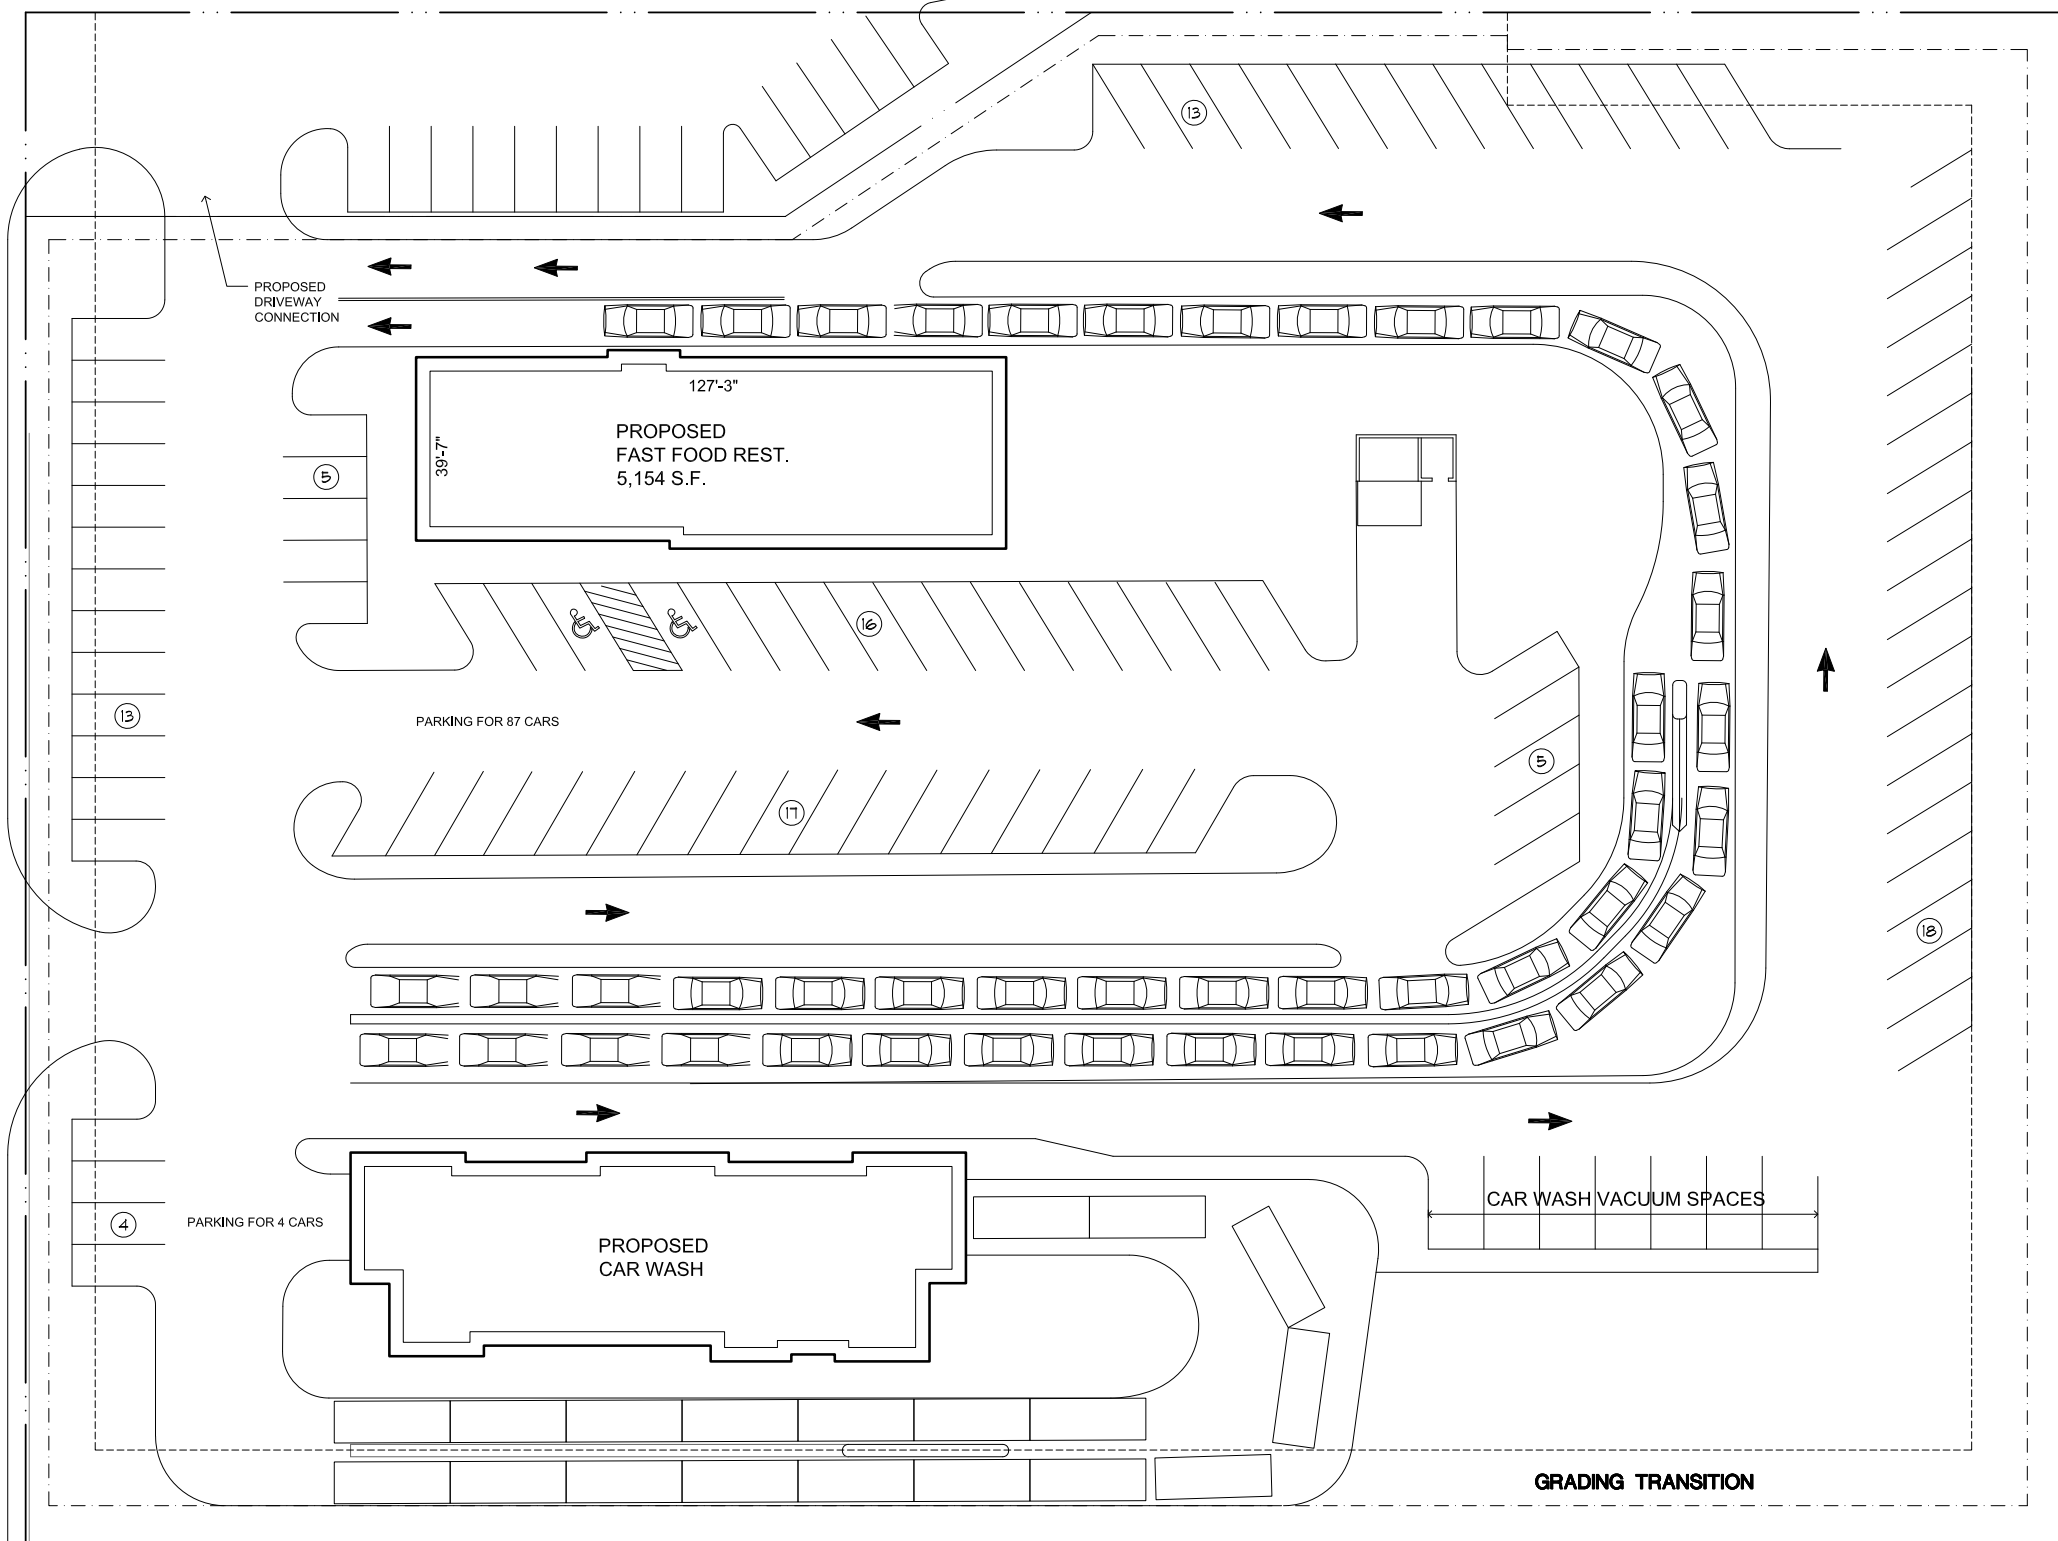 13
PROPOSED
DRIVEWAY
CONNECTION
127'-3"
39'-7"
PROPOSED
FAST FOOD REST.
5,154 S.F.
5
16
13
PARKING FOR 87 CARS
5
17
18
CAR WASH VACUUM SPACES
4
PARKING FOR 4 CARS
PROPOSED
CAR WASH
GRADING TRANSITION